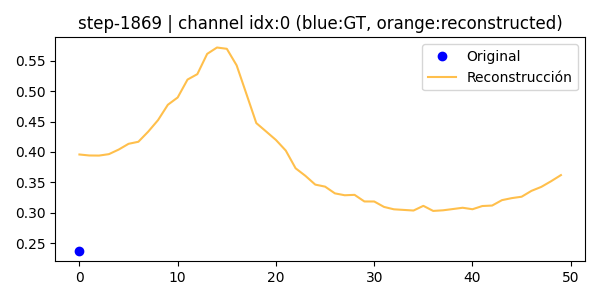 step-1869 | channel idx:0 (blue:GT, orange:reconstructed)
Original
Reconstrucción
0.55
0.50
0.45
0.40
0.35
0.30
0.25
0 10 20 30 40 50